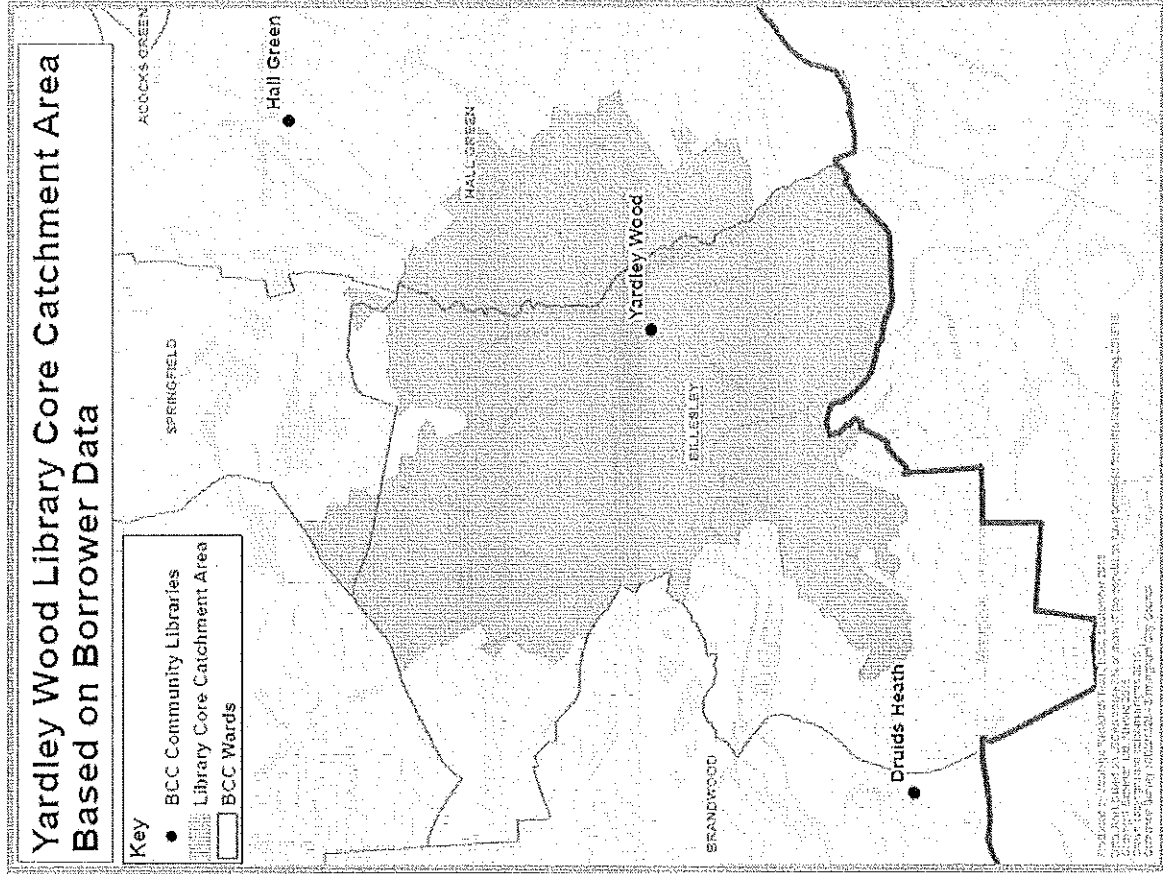 Yardley Wood Library Core Catchment Area
Based on Borrower Data
Key
BCC Community Libraries
Library Core Catchment Area
BCC Wards
ACOCKS GREEN
Hall Green
SPRINGFIELD
HALL GREEN
Yardley Wood
BILLESLEY
BRANDWOOD
Druids Heath